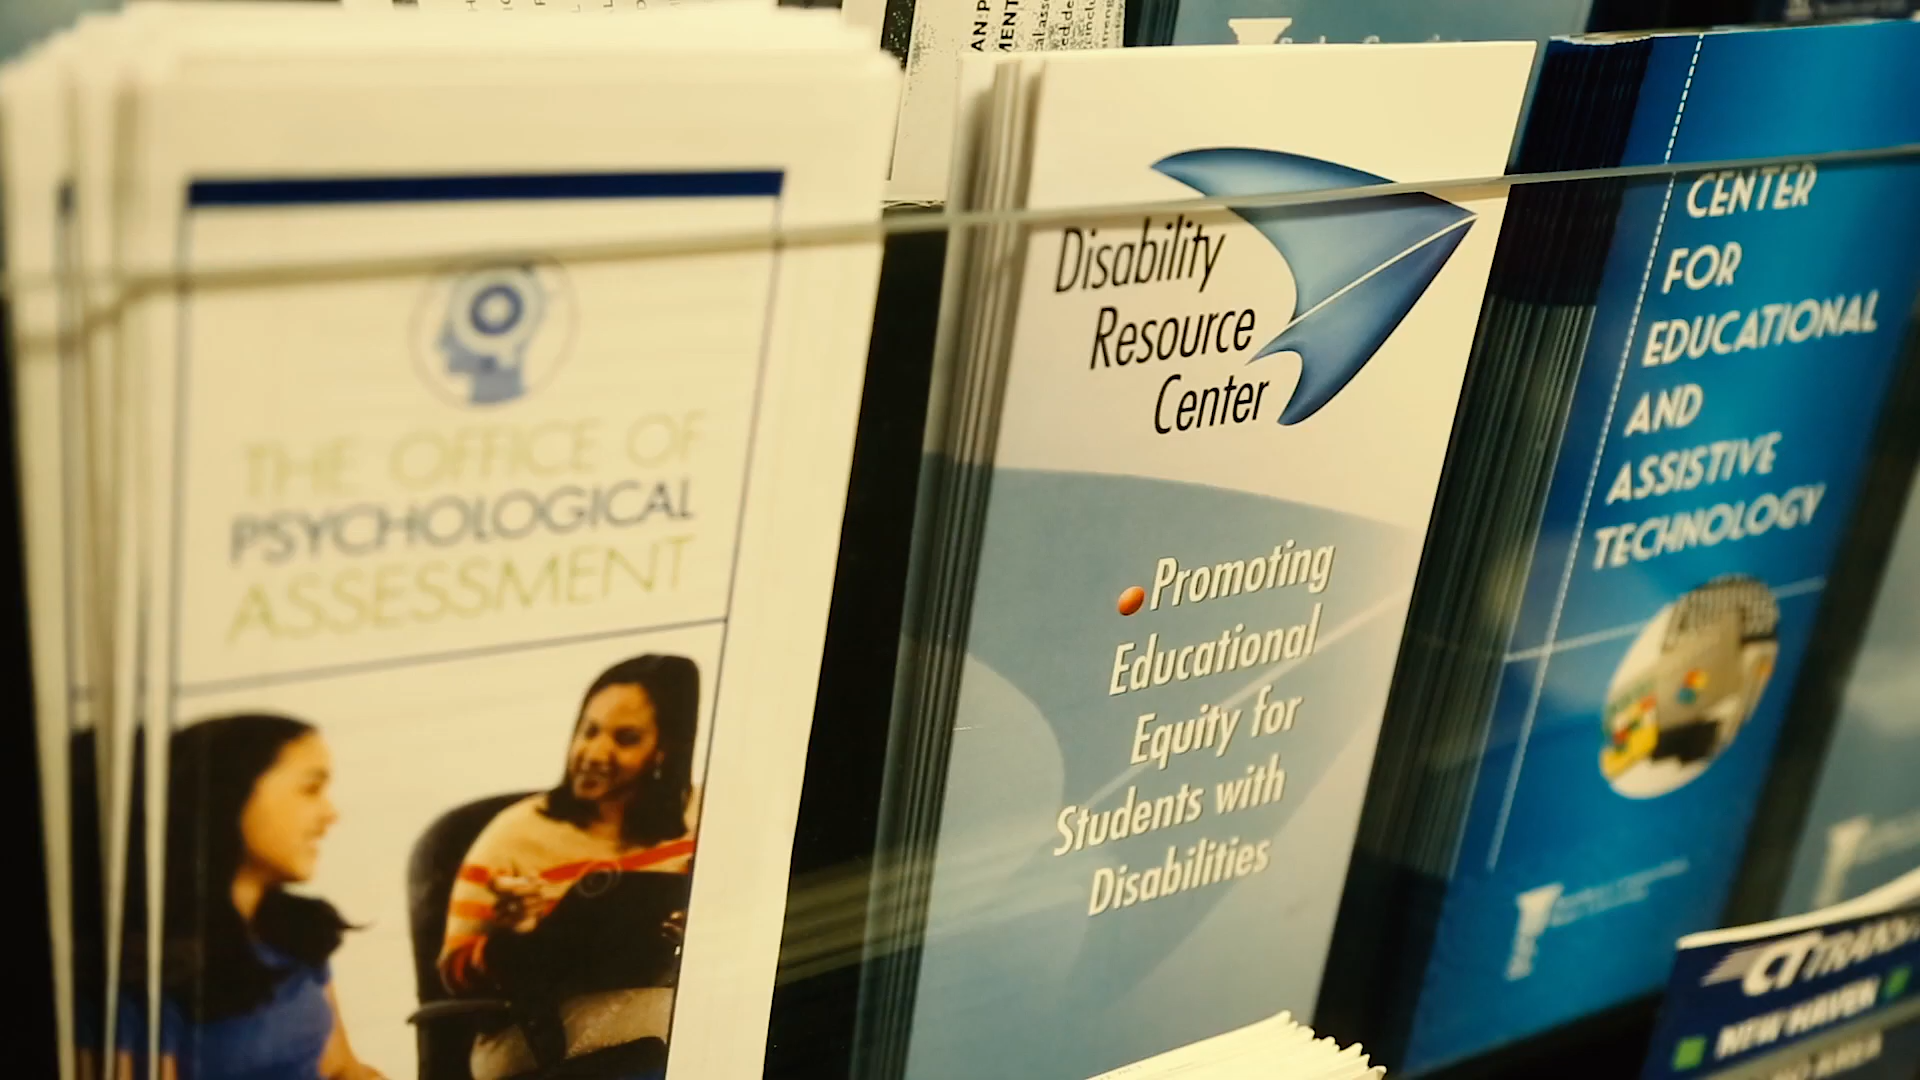 THE OFFICE OF
PSYCHOLOGICAL
ASSESSMENT
Disability
Resource
Center
Promoting
Educational
Equity for
Students with
Disabilities
CENTER
FOR
EDUCATIONAL
AND
ASSISTIVE
TECHNOLOGY
NEW HAVEN